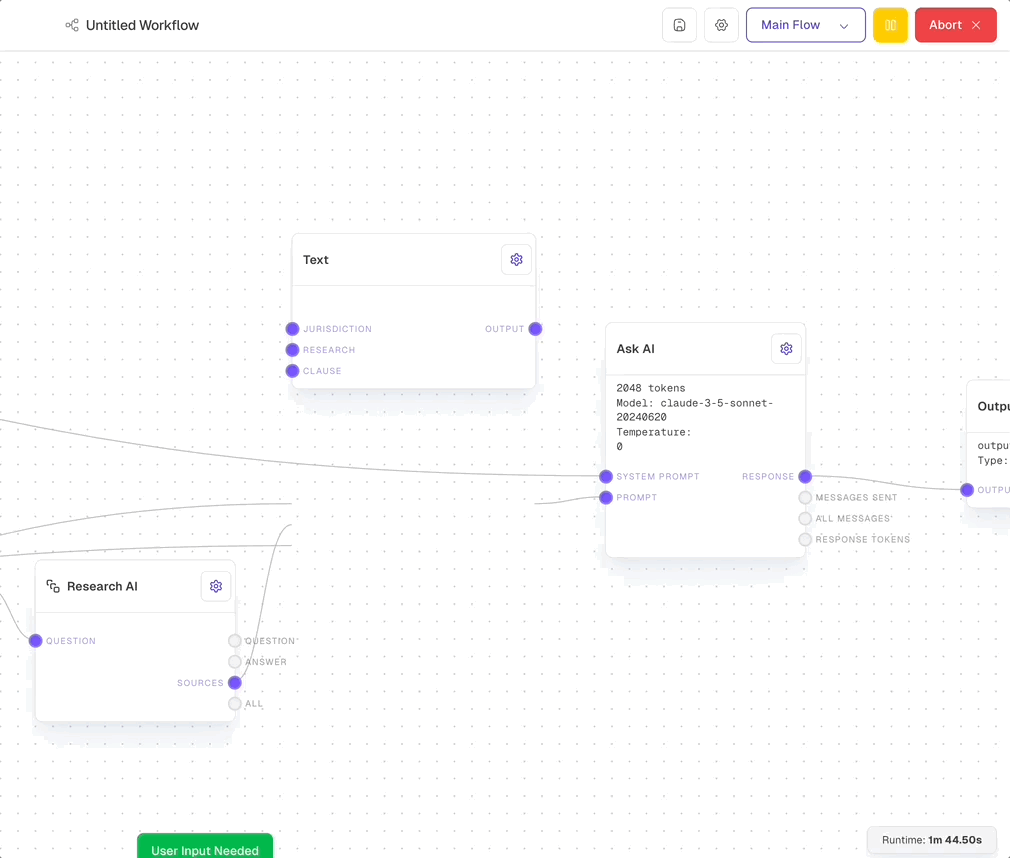 Untitled Workflow
Main Flow
Abort
Text
JURISDICTION
OUTPUT
RESEARCH
CLAUSE
Ask AI
2048 tokens
Model: claude-3-5-sonnet-
20240620
Temperature:
0
SYSTEM PROMPT
RESPONSE
PROMPT
MESSAGES SENT
ALL MESSAGES
RESPONSE TOKENS
Outpu
outpu
Type:
OUTPU
Research AI
QUESTION
QUESTION
ANSWER
SOURCES
ALL
User Input Needed
Runtime: 1m 44.50s